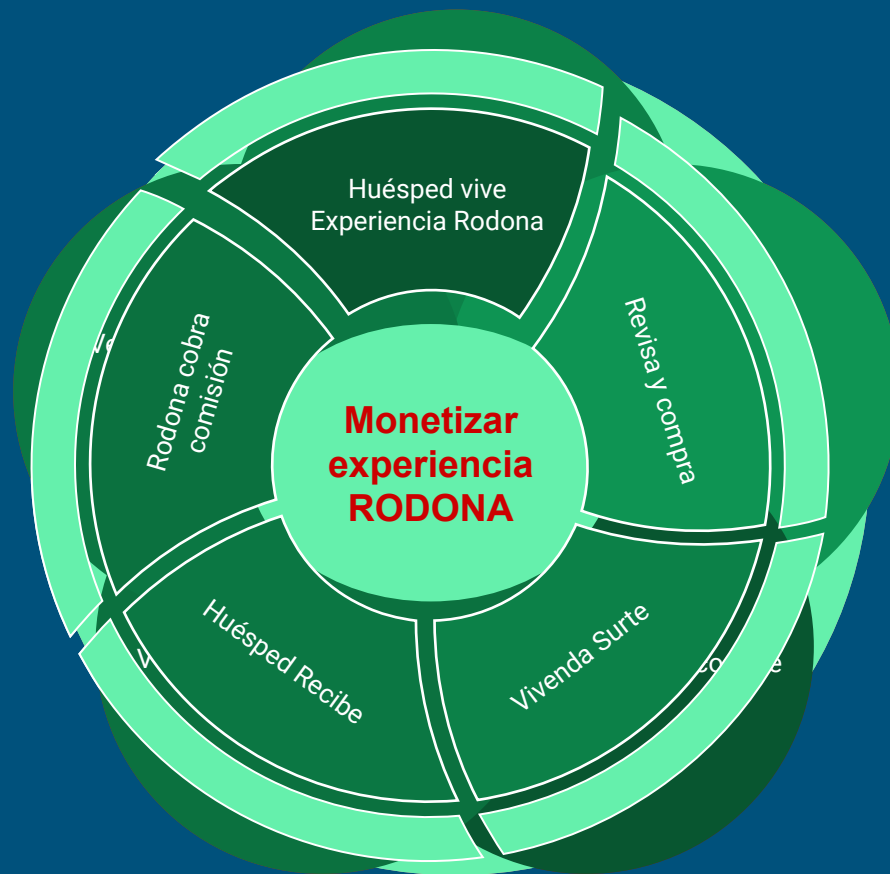 Huésped vive
Experiencia Rodona
Revisa y compra
Vivenda Surte
Huésped Recibe
Rodona cobra
comisión
Monetizar
experiencia
RODONA